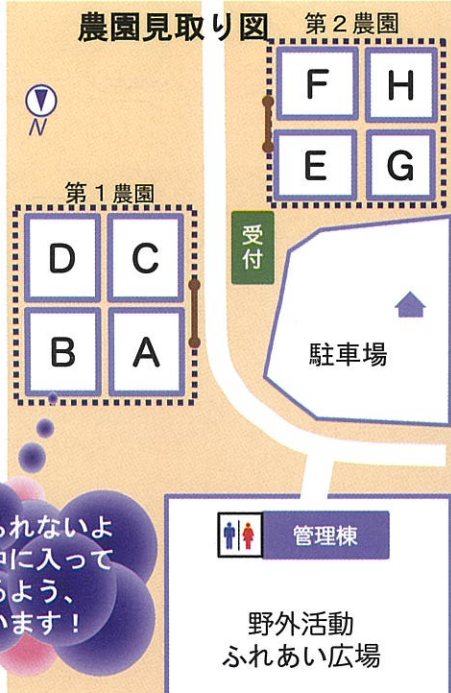 農園見取り図
第2農園
N
F
H
E
G
第1農園
D
C
B
A
受付
駐車場
られないよ
中に入って
るよう、
います！
管理棟
野外活動
ふれあい広場